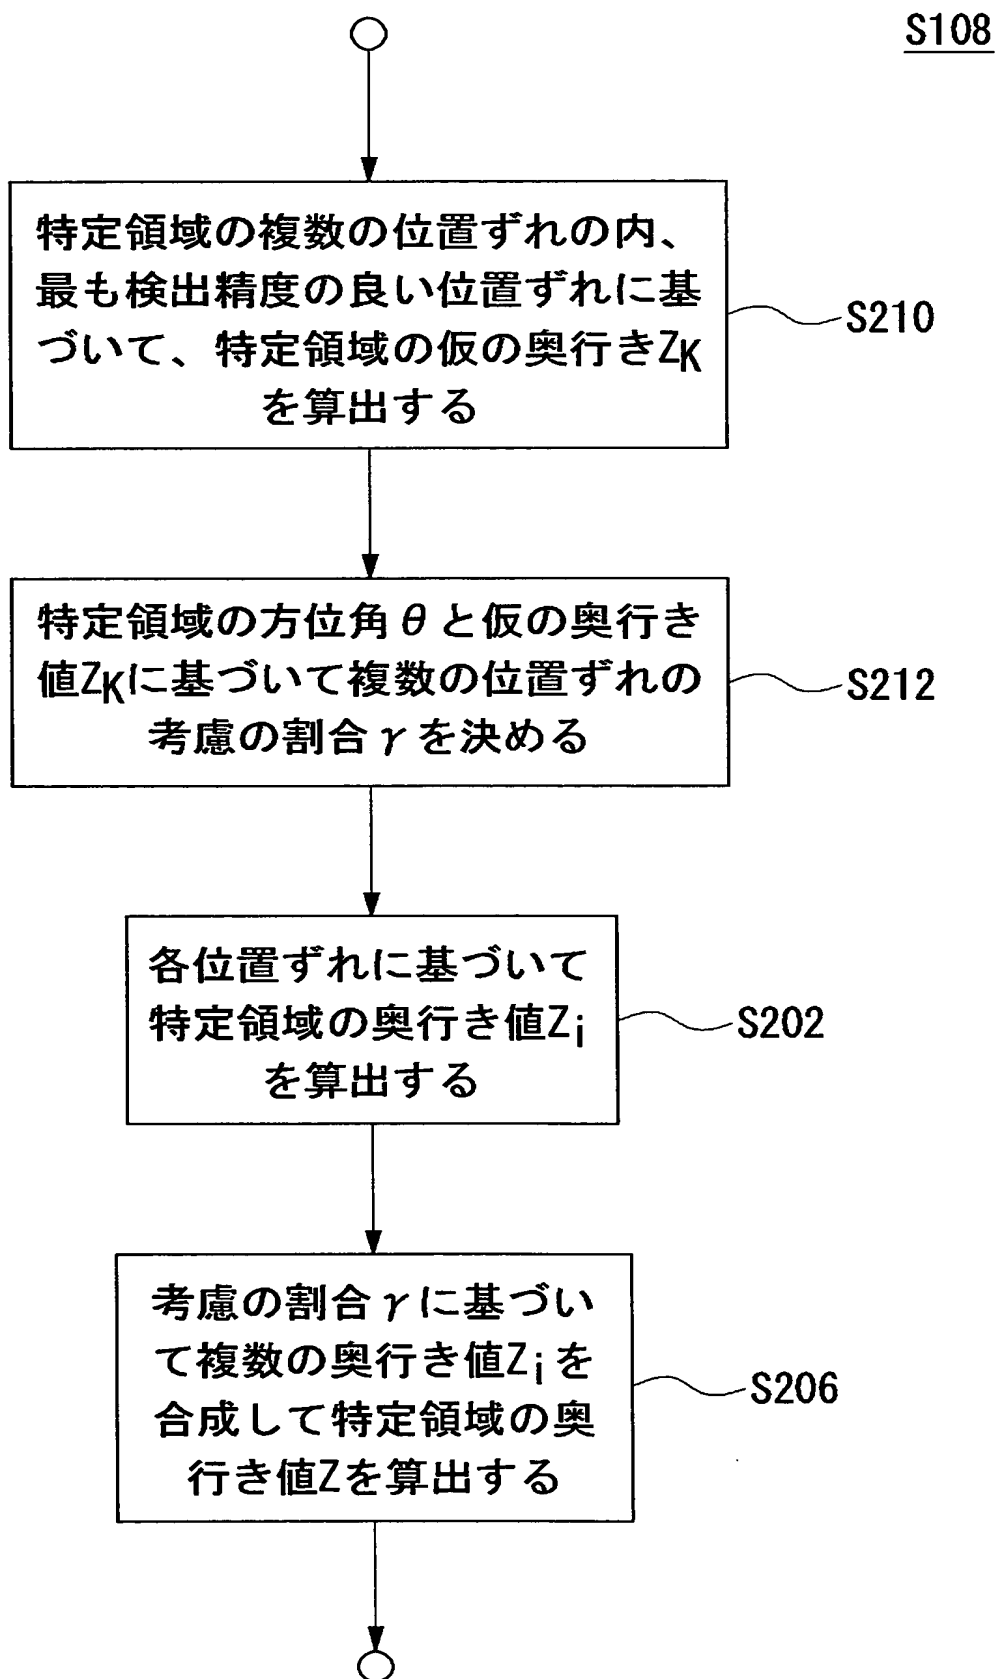 S108
特定領域の複数の位置ずれの内、
最も検出精度の良い位置ずれに基
づいて、特定領域の仮の奥行きZK
を算出する
S210
特定領域の方位角θと仮の奥行き
値ZKに基づいて複数の位置ずれの
考慮の割合γを決める
S212
各位置ずれに基づいて
特定領域の奥行き値Zi
を算出する
S202
考慮の割合γに基づい
て複数の奥行き値Ziを
合成して特定領域の奥
行き値Zを算出する
S206